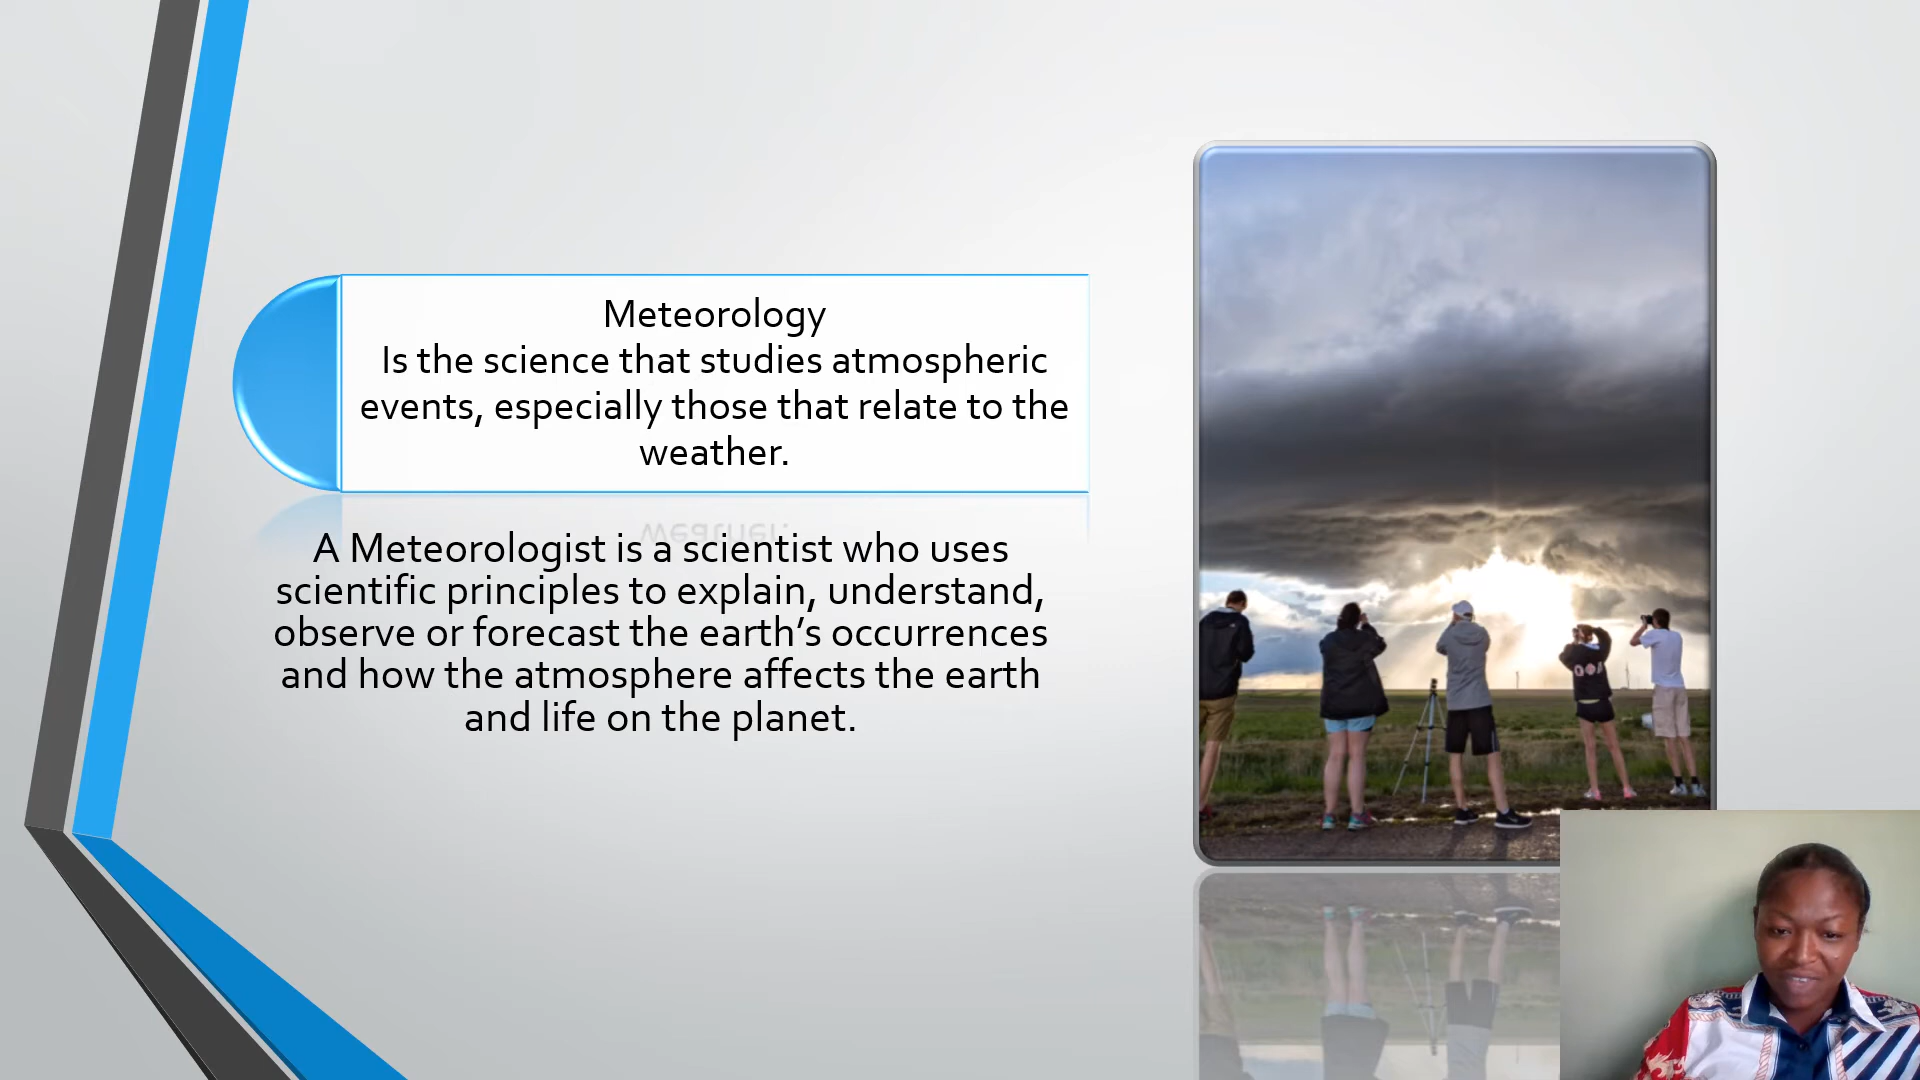 Meteorology
Is the science that studies atmospheric
events, especially those that relate to the
weather.
A Meteorologist is a scientist who uses
scientific principles to explain, understand,
observe or forecast the earth’s occurrences
and how the atmosphere affects the earth
and life on the planet.